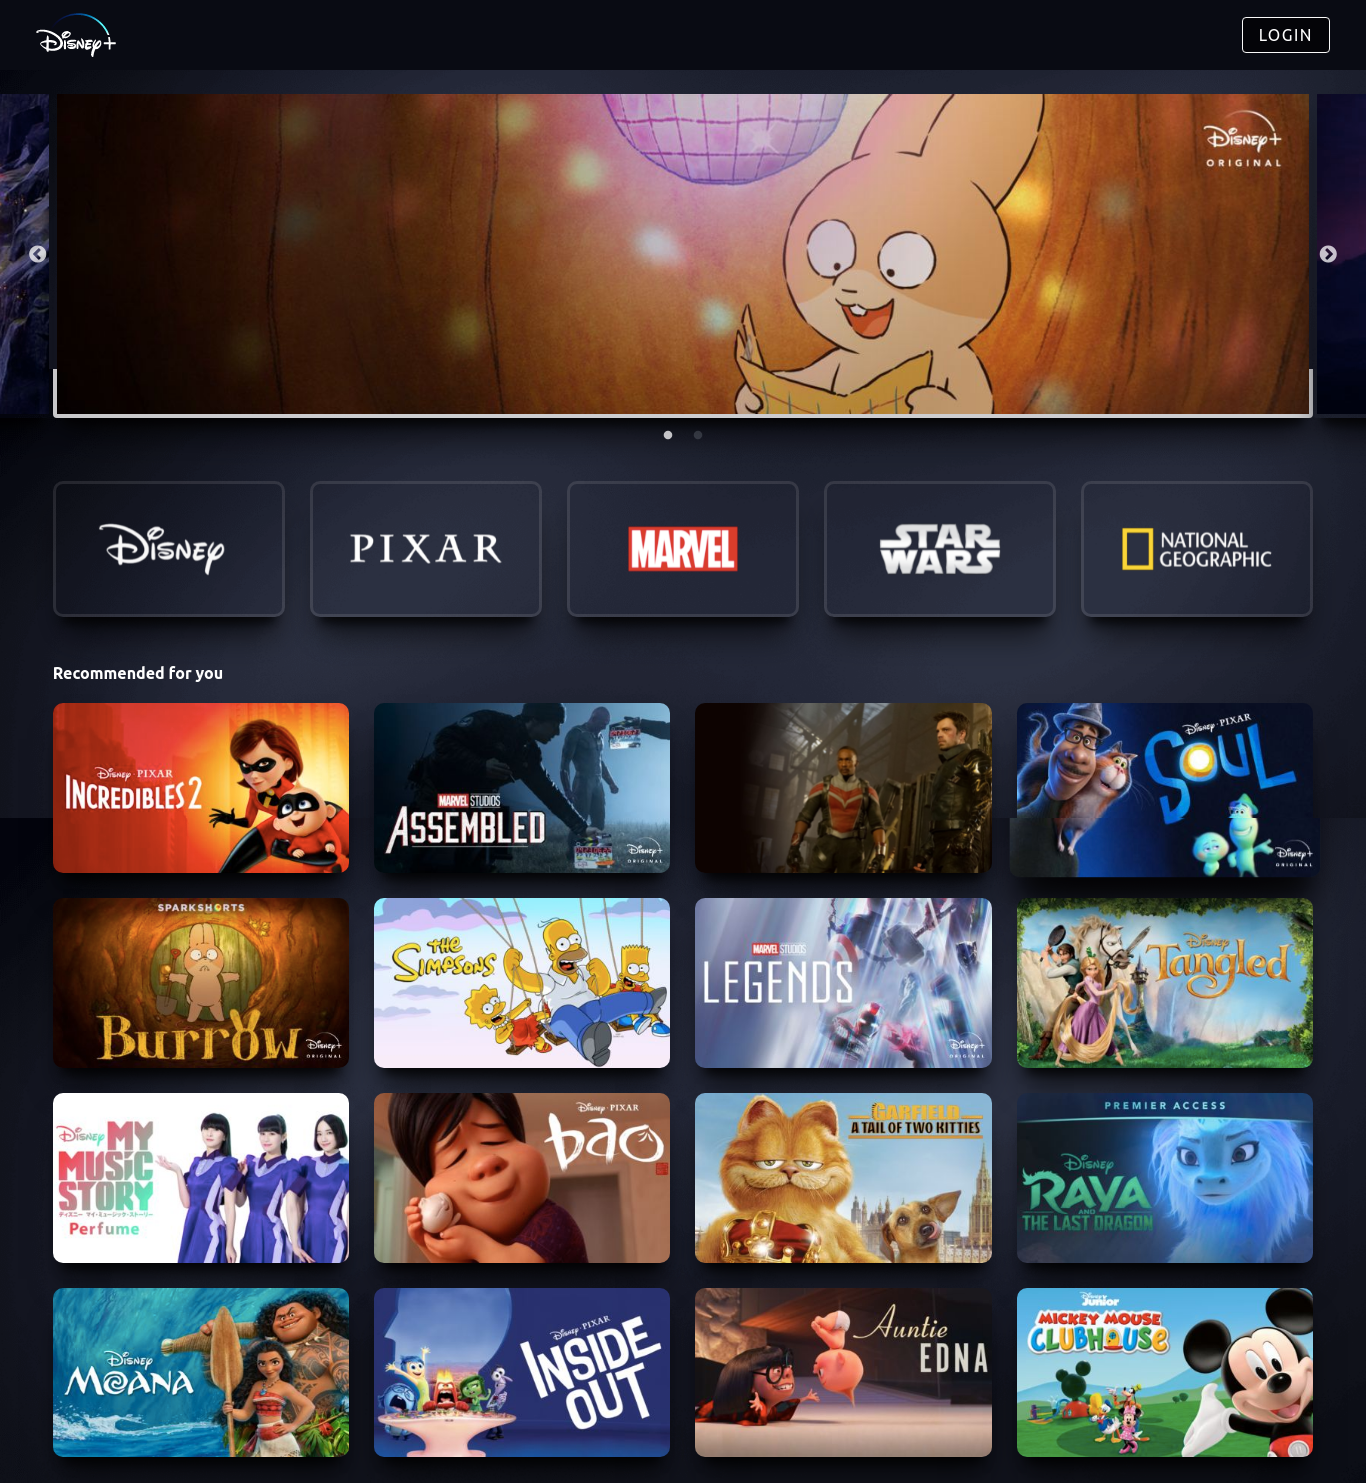 Disney+
LOGIN
Disney+
ORIGINAL
Disney
PIXAR
MARVEL
STAR
WARS
NATIONAL
GEOGRAPHIC
Recommended for you
Disney · PIXAR
INCREDIBLES 2
MARVEL STUDIOS
ASSEMBLED
Disney+
ORIGINAL
Disney · PIXAR
SOUL
Disney+
ORIGINAL
SPARKSHORTS
BURROW
Disney+
ORIGINAL
THE
SIMPSONS
MARVEL STUDIOS
LEGENDS
Disney+
ORIGINAL
Disney
Tangled
Disney MY
MUSIC
STORY
ディズニー マイ・ミュージック・ストーリー
Perfume
Disney · PIXAR
bao
GARFIELD
A TAIL OF TWO KITTIES
PREMIER ACCESS
Disney
RAYA
AND
THE LAST DRAGON
Disney
MOANA
Disney · PIXAR
INSIDE
OUT
Auntie
EDNA
Disney Junior
MICKEY MOUSE
CLUBHOUSE